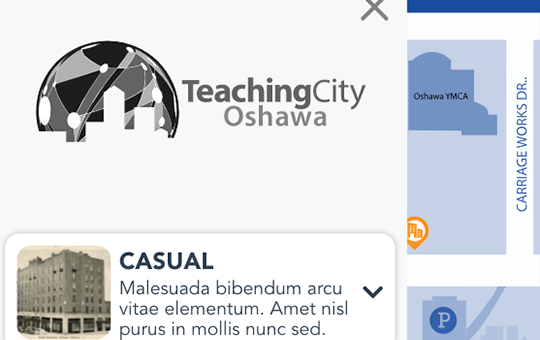 TeachingCity
Oshawa
CASUAL
Malesuada bibendum arcu
vitae elementum. Amet nisl
purus in mollis nunc sed.
Oshawa YMCA
CARRIAGE WORKS DR..
P